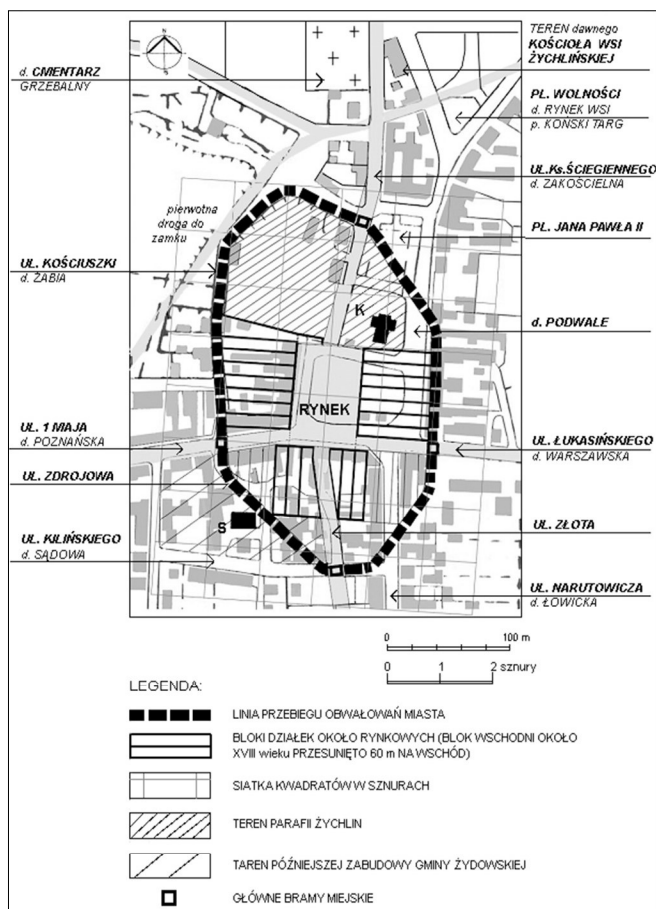 d. CMENTARZ
GRZEBALNY
TEREN dawnego
KOŚCIOŁA WSI
ŻYCHLIŃSKIEJ
PL. WOLNOŚCI
d. RYNEK WSI
p. KOŃSKI TARG
UL.Ks.ŚCIEGIENNEGO
d. ZAKOŚCIELNA
pierwotna
droga do
zamku
PL. JANA PAWŁA II
UL. KOŚCIUSZKI
d. ŻABIA
K
d. PODWALE
RYNEK
UL. 1 MAJA
d. POZNAŃSKA
UL. ŁUKASIŃSKIEGO
d. WARSZAWSKA
UL. ZDROJOWA
S
UL. ZŁOTA
UL. KILIŃSKIEGO
d. SĄDOWA
UL. NARUTOWICZA
d. ŁOWICKA
0 100 m
0 1 2 sznury
LEGENDA:
LINIA PRZEBIEGU OBWAŁOWAŃ MIASTA
BLOKI DZIAŁEK OKOŁO RYNKOWYCH (BLOK WSCHODNI OKOŁO
XVIII wieku PRZESUNIĘTO 60 m NA WSCHÓD)
SIATKA KWADRATÓW W SZNURACH
TEREN PARAFII ŻYCHLIN
TAREN PÓŹNIEJSZEJ ZABUDOWY GMINY ŻYDOWSKIEJ
GŁÓWNE BRAMY MIEJSKIE